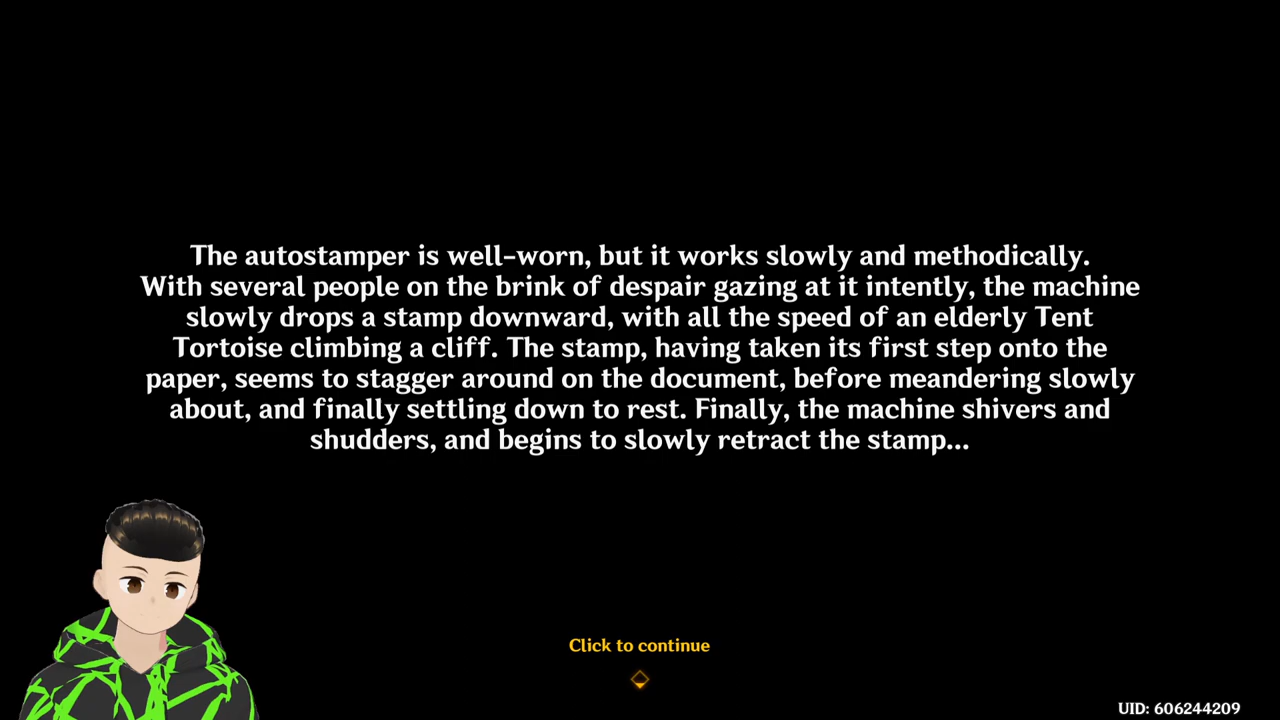 The autostamper is well-worn, but it works slowly and methodically.
With several people on the brink of despair gazing at it intently, the machine
slowly drops a stamp downward, with all the speed of an elderly Tent
Tortoise climbing a cliff. The stamp, having taken its first step onto the
paper, seems to stagger around on the document, before meandering slowly
about, and finally settling down to rest. Finally, the machine shivers and
shudders, and begins to slowly retract the stamp...
Click to continue
UID: 606244209